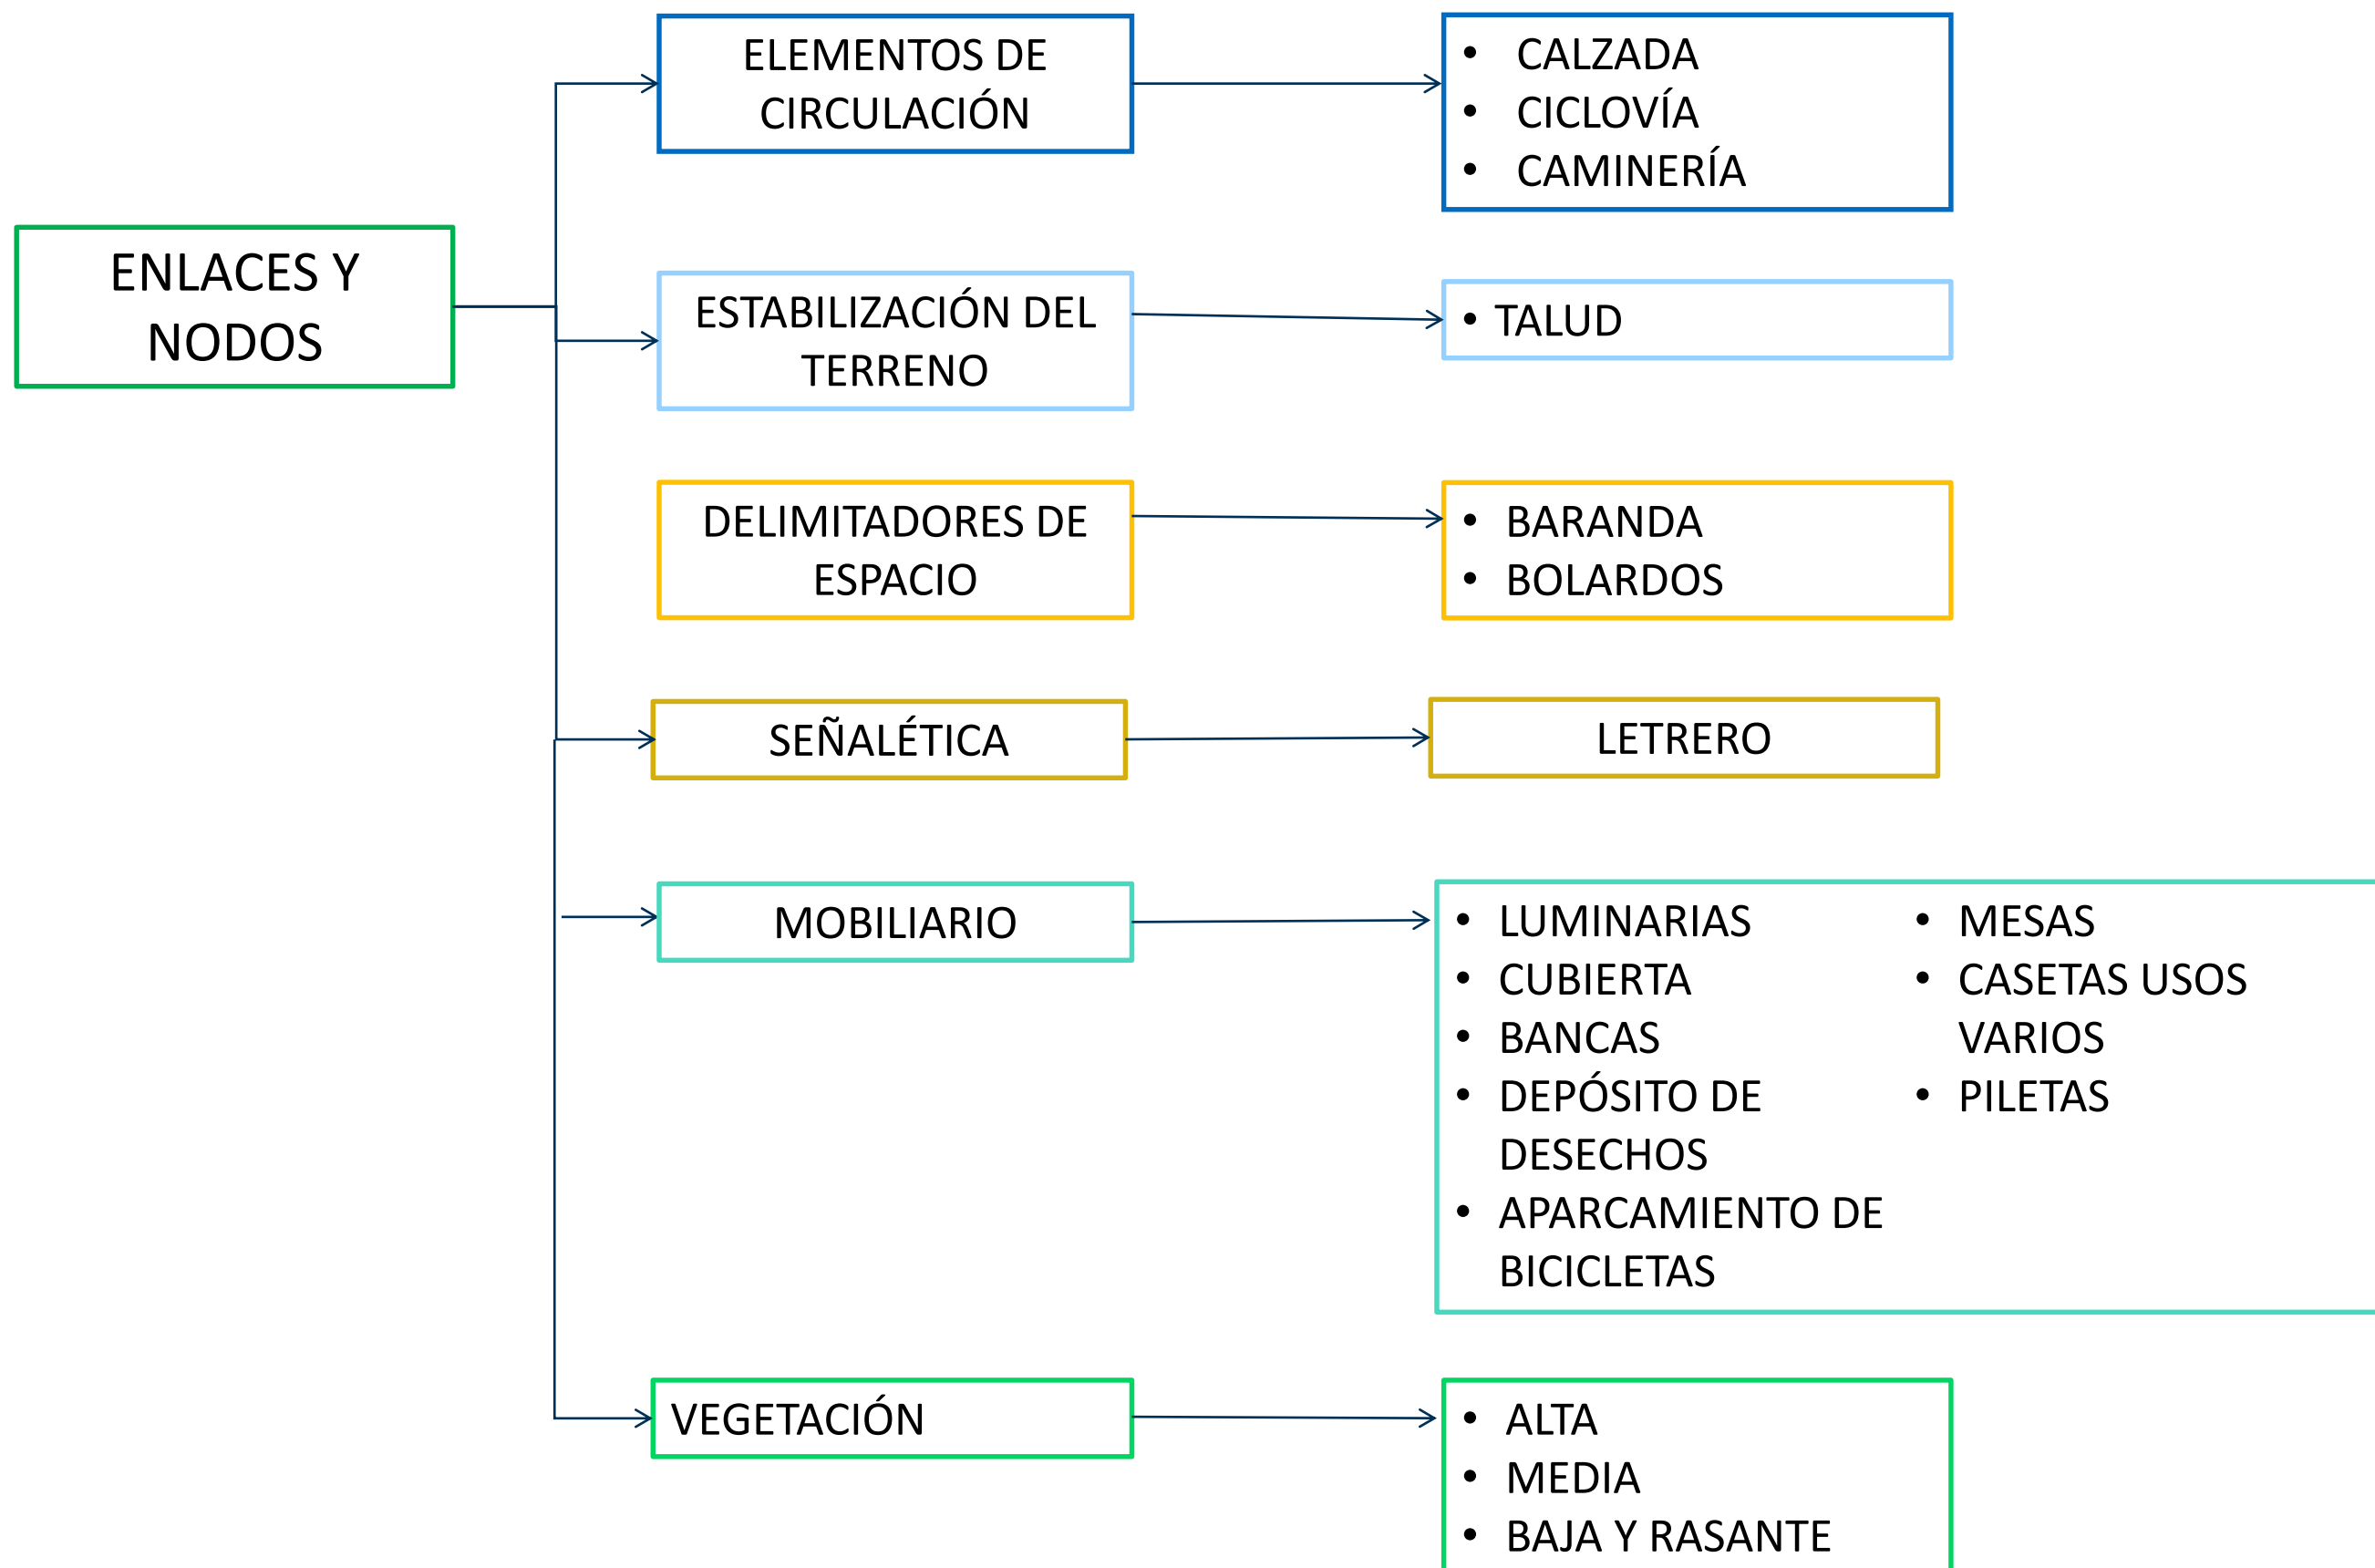 ENLACES Y
NODOS
ELEMENTOS DE
CIRCULACIÓN
• CALZADA
• CICLOVÍA
• CAMINERÍA
ESTABILIZACIÓN DEL
TERRENO
• TALUD
DELIMITADORES DE
ESPACIO
• BARANDA
• BOLARDOS
SEÑALÉTICA
LETRERO
MOBILIARIO
• LUMINARIAS
• CUBIERTA
• BANCAS
• DEPÓSITO DE
DESECHOS
• APARCAMIENTO DE
BICICLETAS
• MESAS
• CASETAS USOS
VARIOS
• PILETAS
VEGETACIÓN
• ALTA
• MEDIA
• BAJA Y RASANTE